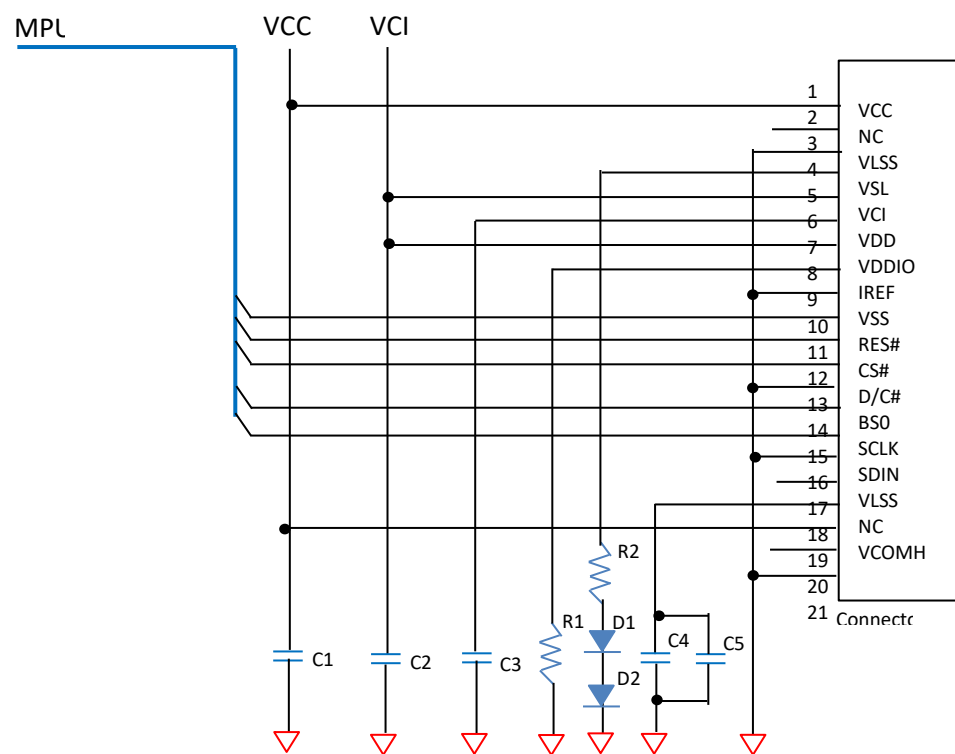 MPU
VCC
VCI
1
VCC
2
NC
3
VLSS
4
VSL
5
VCI
6
VDD
7
VDDIO
8
IREF
9
VSS
10
RES#
11
CS#
12
D/C#
13
BS0
14
SCLK
15
SDIN
16
VLSS
17
NC
18
VCOMH
19
20
21
Connecto
R2
R1
D1
D2
C1
C2
C3
C4
C5